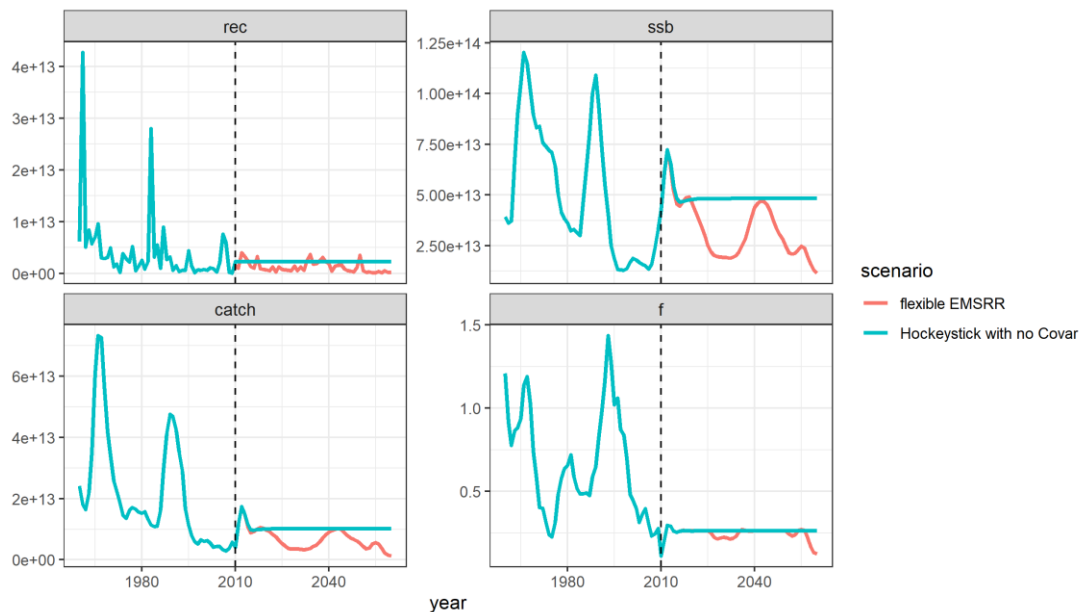 rec
ssb
4e+13
3e+13
2e+13
1e+13
0e+00
1.25e+14
1.00e+14
7.50e+13
5.00e+13
2.50e+13
catch
f
6e+13
4e+13
2e+13
0e+00
1.5
1.0
0.5
1980
2010
2040
1980
2010
2040
year
scenario
flexible EMSRR
Hockeystick with no Covar